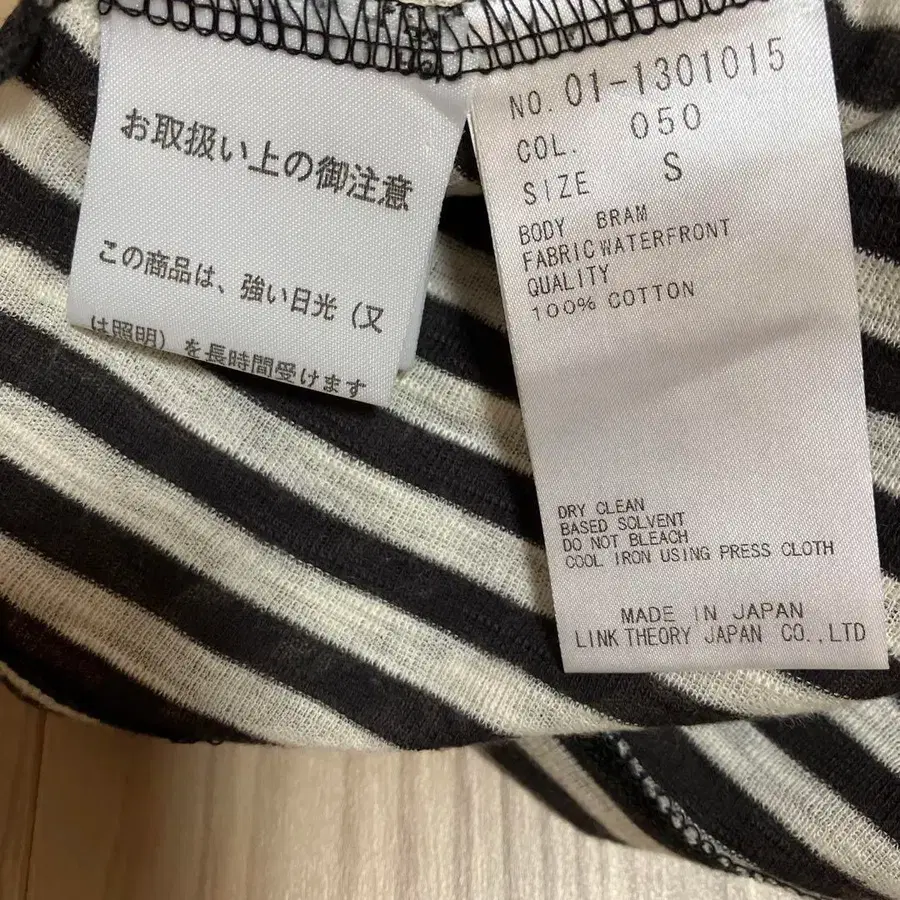 お取扱い上の御注意
この商品は、強い日光（又
は照明）を長時間受けます
NO. 01-1301015
COL. 050
SIZE S
BODY BRAM
FABRIC WATERFRONT
QUALITY
100% COTTON
DRY CLEAN
BASED SOLVENT
DO NOT BLEACH
COOL IRON USING PRESS CLOTH
MADE IN JAPAN
LINK THEORY JAPAN CO.,LTD